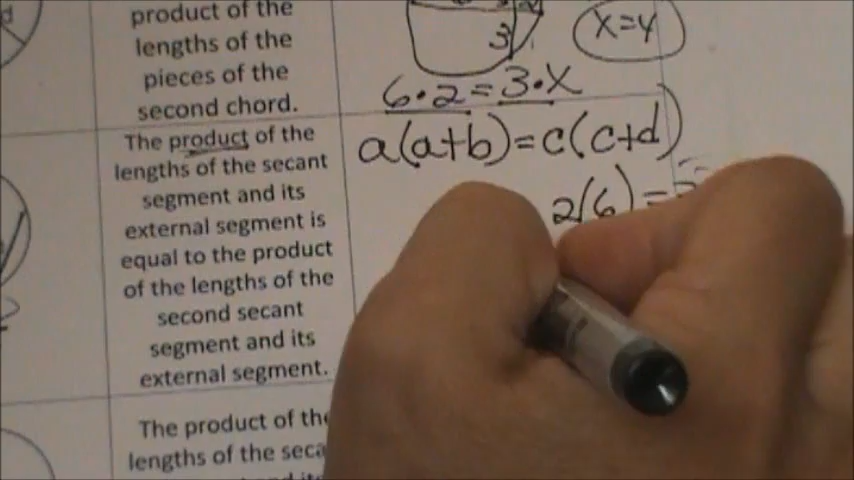 product of the
lengths of the
pieces of the
second chord.
3
x=4
6·2=3·x
The product of the
lengths of the secant
segment and its
external segment is
equal to the product
of the lengths of the
second secant
segment and its
external segment.
a(a+b)=c(c+d)
2(6)=
The product of the
lengths of the